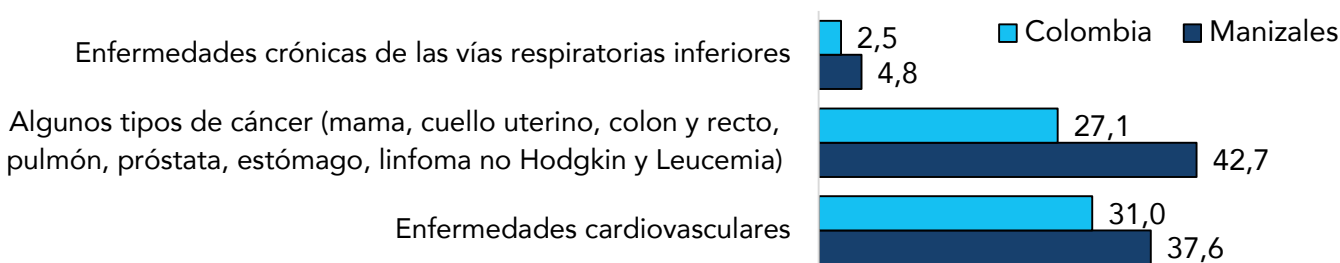 Colombia Manizales
Enfermedades crónicas de las vías respiratorias inferiores
2,5
4,8
Algunos tipos de cáncer (mama, cuello uterino, colon y recto,
pulmón, próstata, estómago, linfoma no Hodgkin y Leucemia)
27,1
42,7
Enfermedades cardiovasculares
31,0
37,6